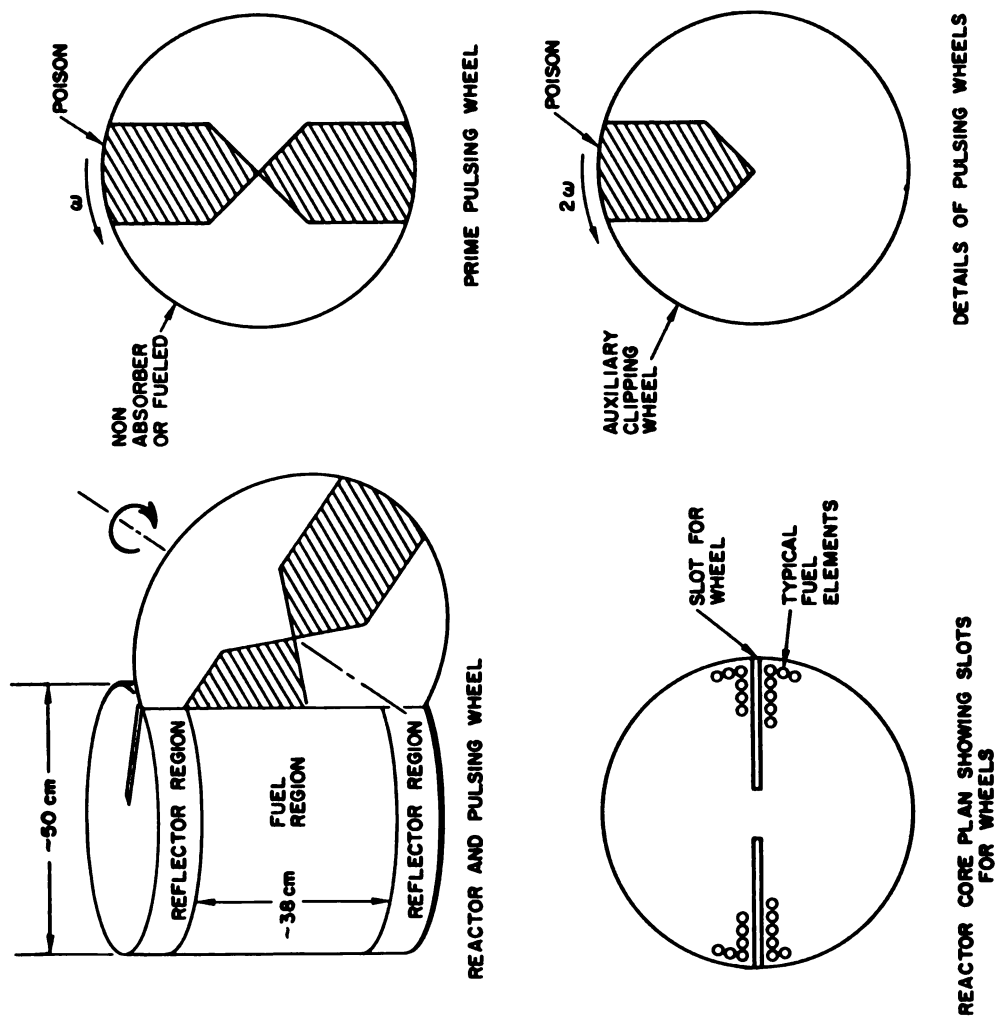 ~50 cm
REFLECTOR REGION
FUEL
REGION
~38 cm
REFLECTOR REGION
REACTOR AND PULSING WHEEL
ω
POISON
NON
ABSORBER
OR FUELED
PRIME PULSING WHEEL
SLOT FOR
WHEEL
TYPICAL
FUEL
ELEMENTS
REACTOR CORE PLAN SHOWING SLOTS
FOR WHEELS
2ω
POISON
AUXILIARY
CLIPPING
WHEEL
DETAILS OF PULSING WHEELS